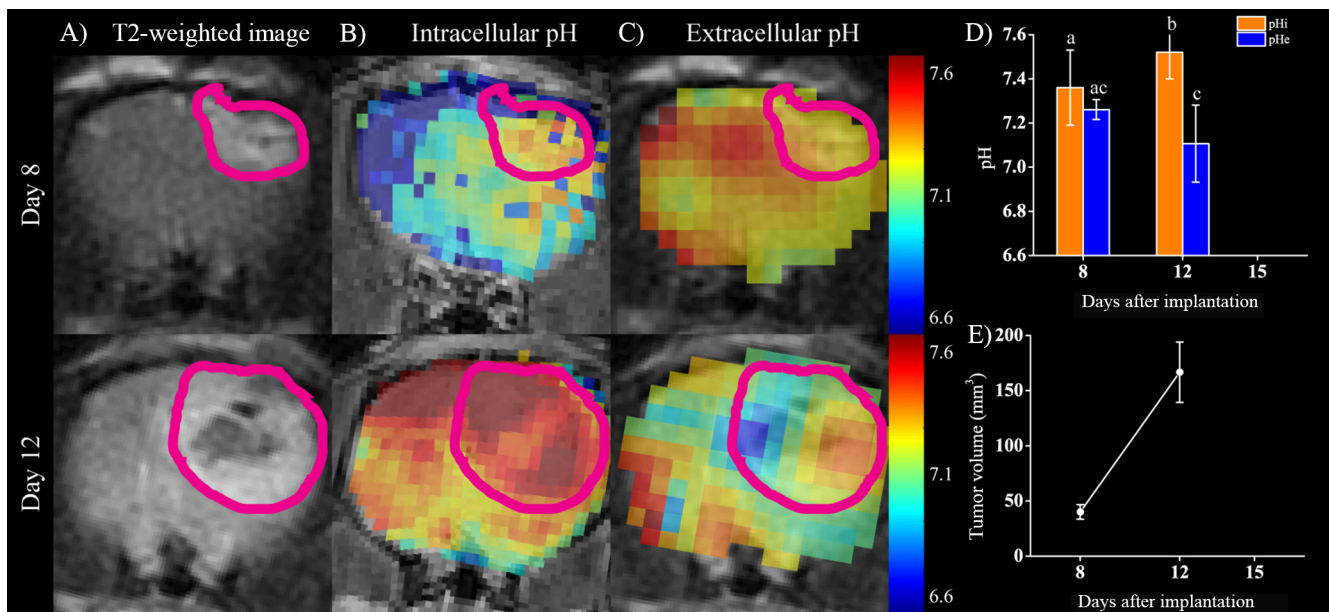 A) T2-weighted image
B) Intracellular pH
C) Extracellular pH
Day 8
Day 12
7.6
7.1
6.6
7.6
7.1
6.6
D)
pHi
pHe
7.6
7.4
7.2
7.0
6.8
6.6
pH
a
ac
b
c
8
12
15
Days after implantation
E)
200
150
100
50
0
Tumor volume (mm³)
8
12
15
Days after implantation